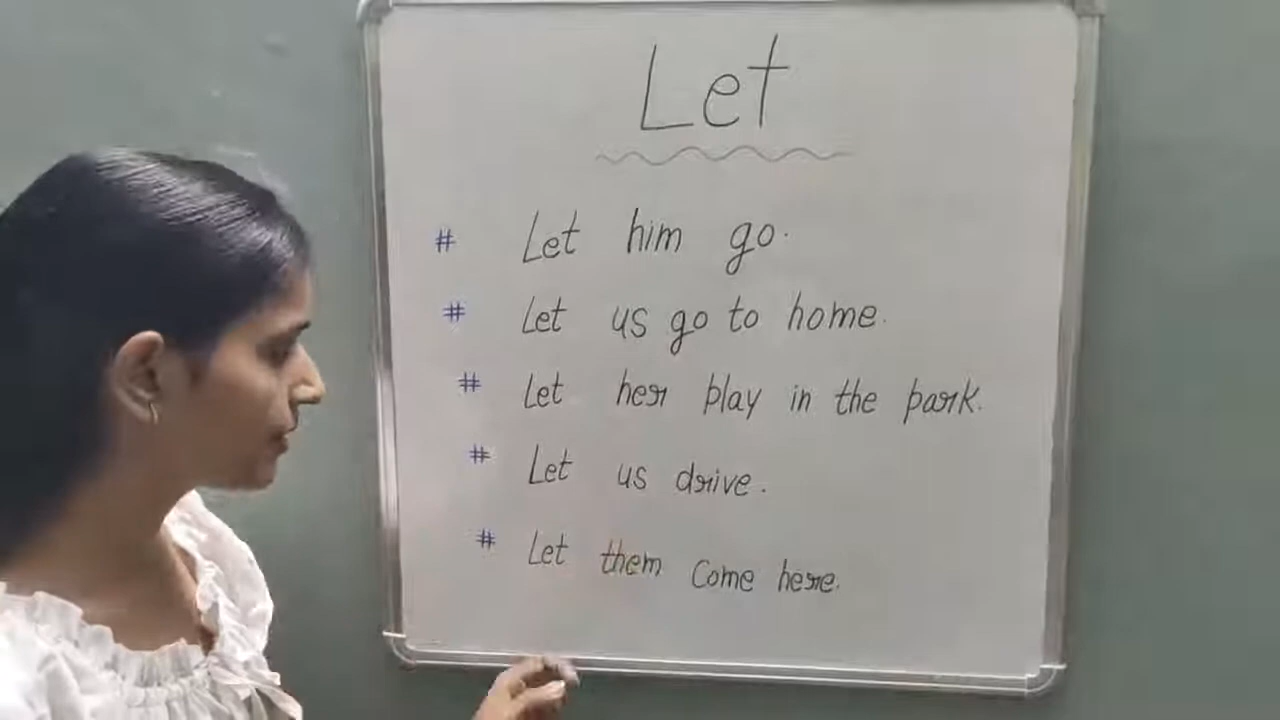 Let
# Let him go.
# Let us go to home.
# Let her play in the park.
# Let us drive.
# Let them Come here.